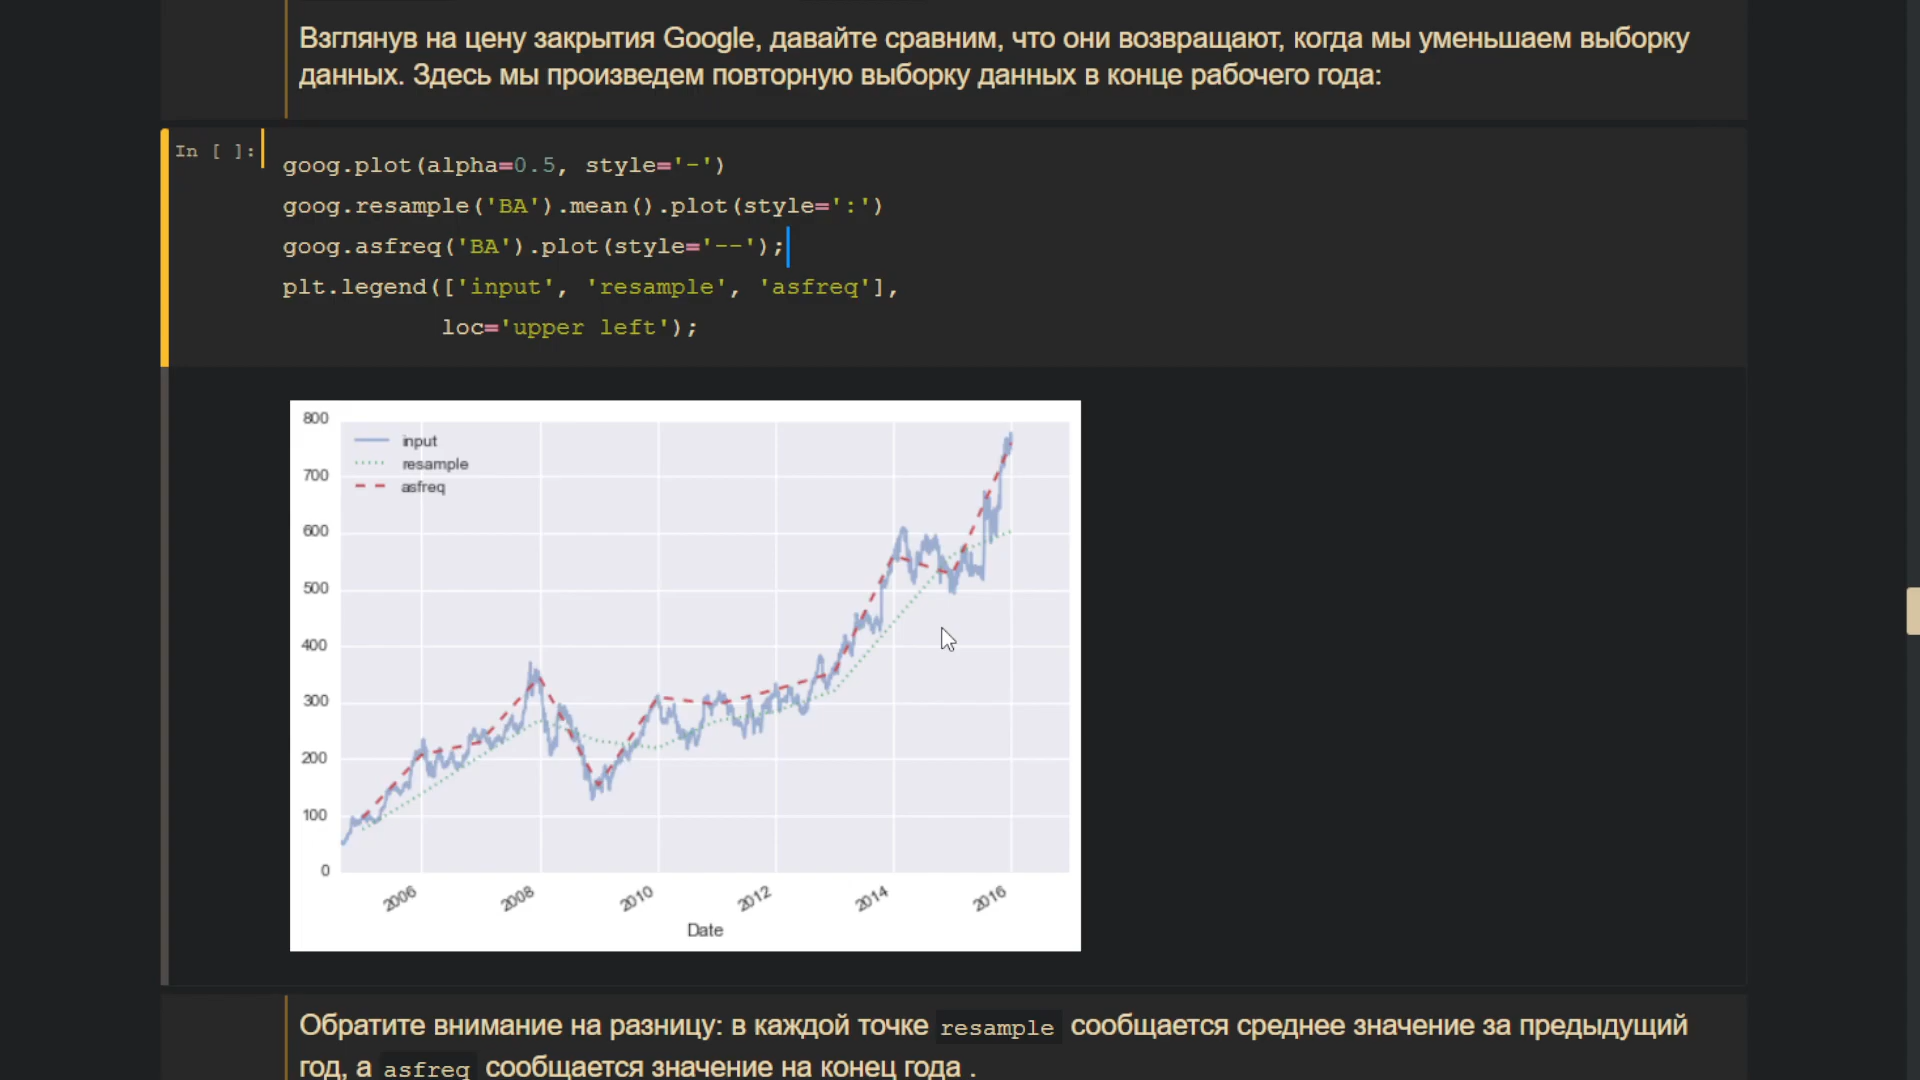 Взглянув на цену закрытия Google, давайте сравним, что они возвращают, когда мы уменьшаем выборку
данных. Здесь мы произведем повторную выборку данных в конце рабочего года:
In [ ]:
goog.plot(alpha=0.5, style='-')
goog.resample('BA').mean().plot(style=':')
goog.asfreq('BA').plot(style='--');
plt.legend(['input', 'resample', 'asfreq'],
loc='upper left');
800
700
600
500
400
300
200
100
0
input
resample
asfreq
2006 2008 2010 2012 2014 2016
Date
Обратите внимание на разницу: в каждой точке resample сообщается среднее значение за предыдущий
год, а asfreq сообщается значение на конец года .